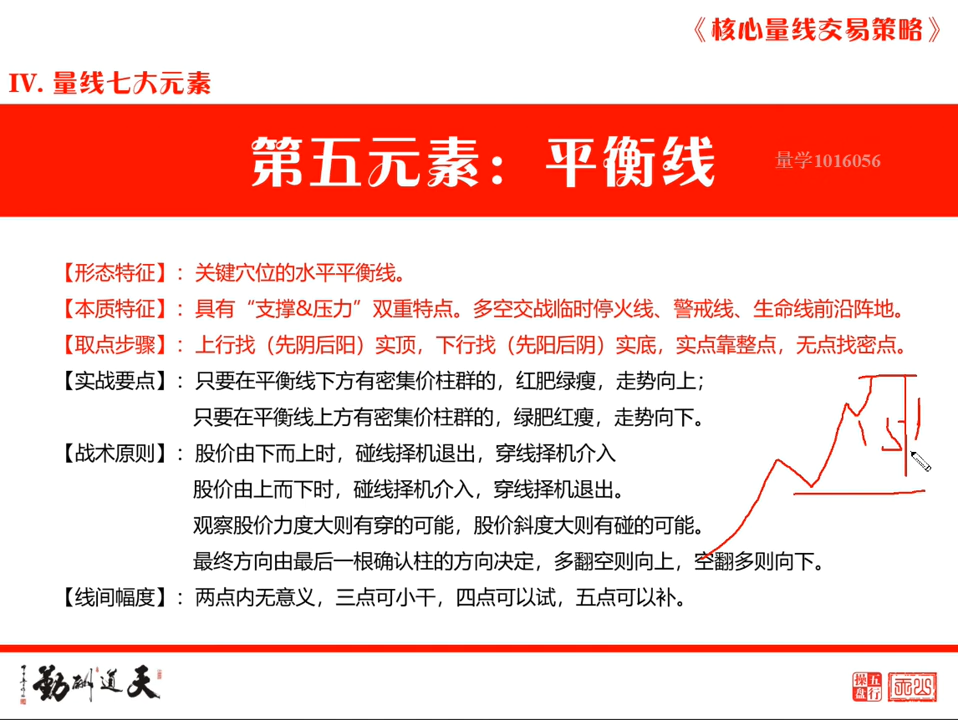 《核心量线交易策略》
IV. 量线七大元素
第五元素：平衡线
量学1016056
【形态特征】：关键穴位的水平平衡线。
【本质特征】：具有“支撑&压力”双重特点。多空交战临时停火线、警戒线、生命线前沿阵地。
【取点步骤】：上行找（先阴后阳）实顶，下行找（先阳后阴）实底，实点靠整点，无点找密点。
【实战要点】：只要在平衡线下方有密集价柱群的，红肥绿瘦，走势向上；
只要在平衡线上方有密集价柱群的，绿肥红瘦，走势向下。
【战术原则】：股价由下而上时，碰线择机退出，穿线择机介入
股价由上而下时，碰线择机介入，穿线择机退出。
观察股价力度大则有穿的可能，股价斜度大则有碰的可能。
最终方向由最后一根确认柱的方向决定，多翻空则向上，空翻多则向下。
【线间幅度】：两点内无意义，三点可小干，四点可以试，五点可以补。
勤酬道天
操盘 五行